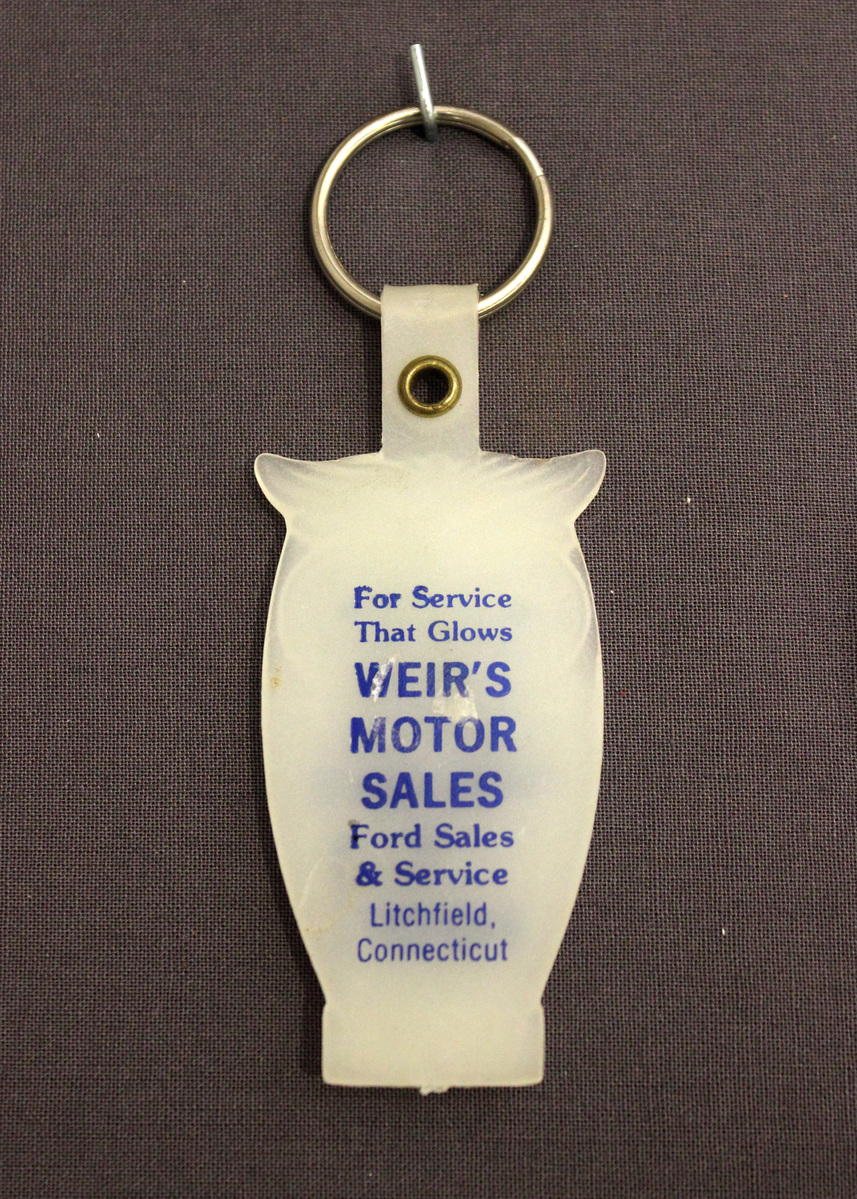 For Service
That Glows
WEIR'S
MOTOR
SALES
Ford Sales
& Service
Litchfield,
Connecticut